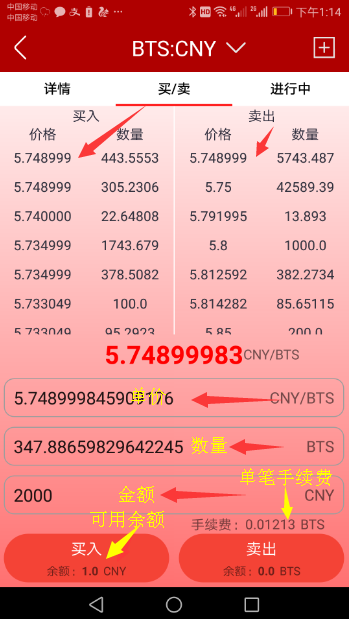 中国移动
中国移动 HD 4G 2G 下午1:14
BTS:CNY
详情 买/卖 进行中
买入 卖出
价格 数量 价格 数量
5.748999 443.5553 5.748999 5743.487
5.748999 305.2306 5.75 42589.39
5.740000 22.64808 5.791995 13.893
5.734999 1743.679 5.8 1000.0
5.734999 378.5082 5.812592 382.2734
5.733049 100.0 5.814282 85.65115
5.733049 95.2923 5.85 200.0
5.74899983 CNY/BTS
单价 CNY/BTS
347.88659829642245 数量 BTS
单笔手续费
2000 金额 CNY
可用余额 手续费: 0.01213 BTS
买入 卖出
余额: 1.0 CNY 余额: 0.0 BTS